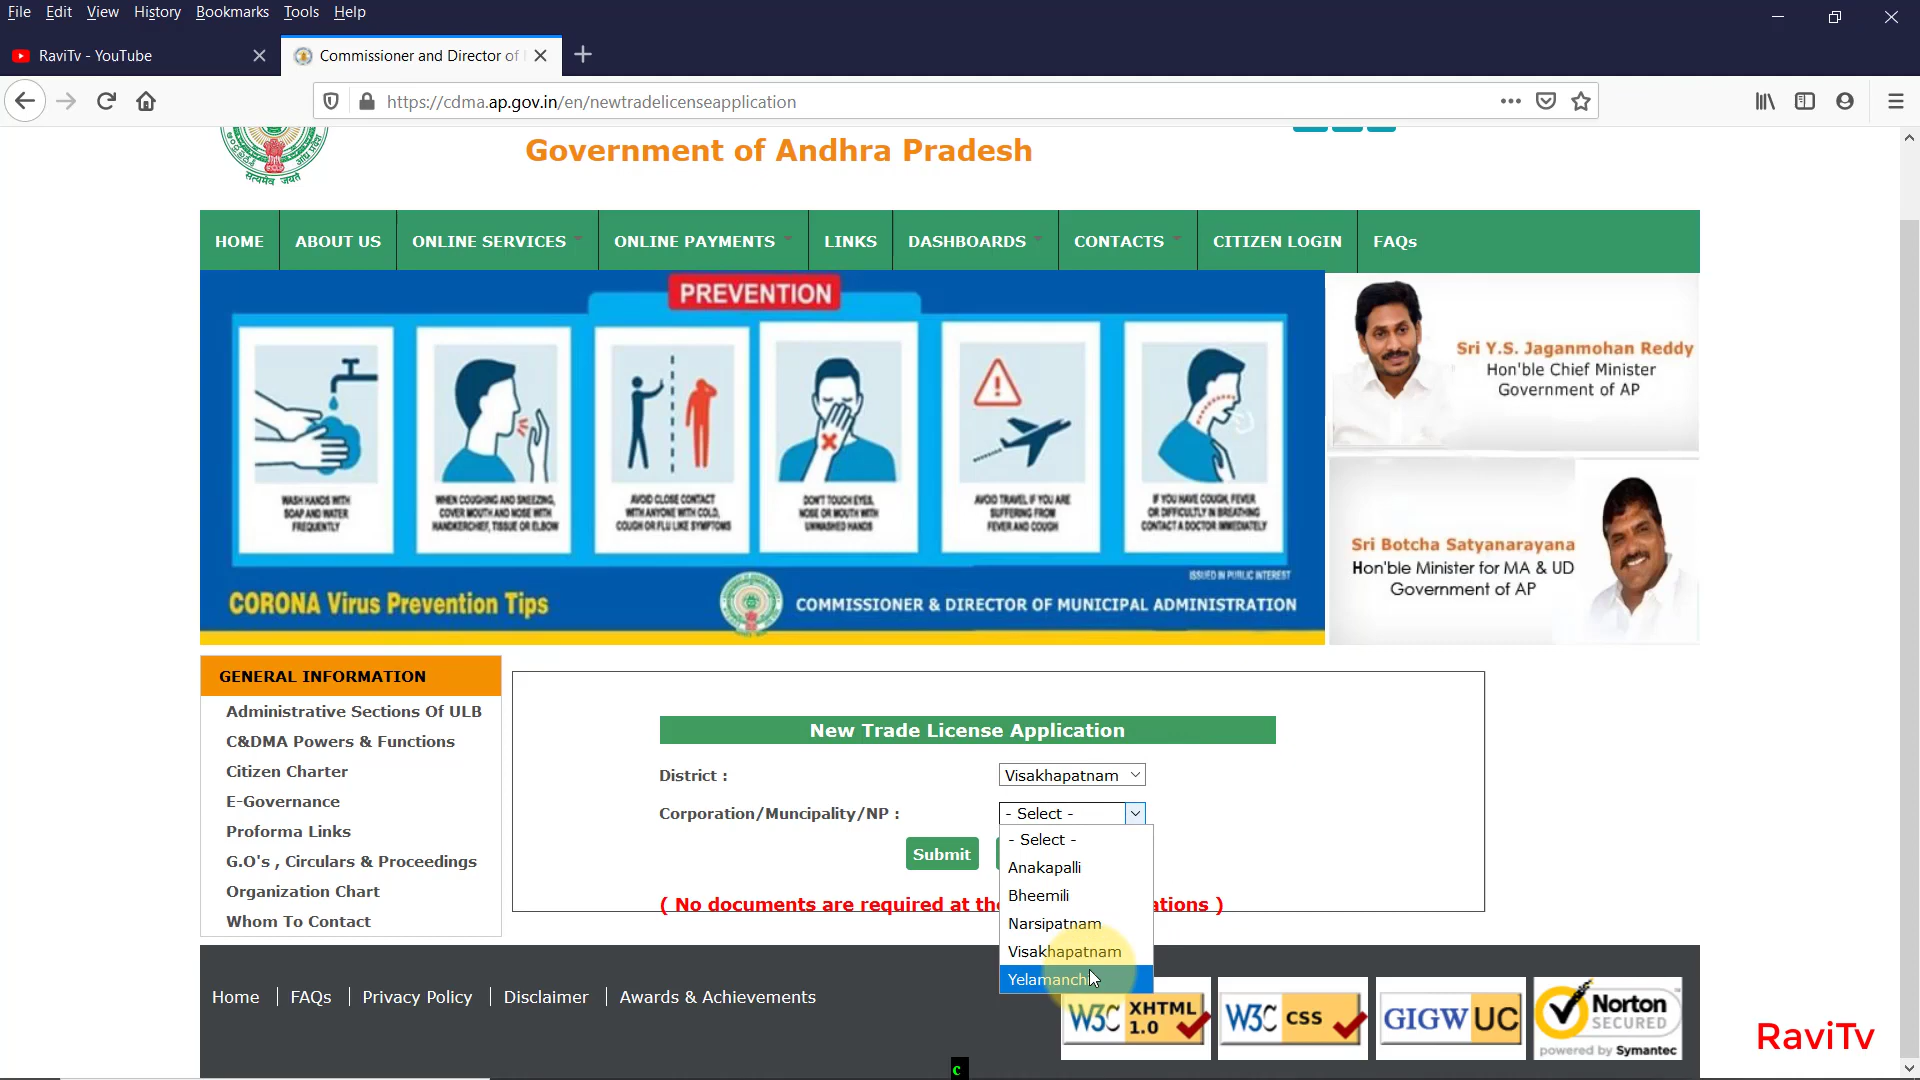 File Edit View History Bookmarks Tools Help
RaviTv - YouTube
Commissioner and Director of
https://cdma.ap.gov.in/en/newtradelicenseapplication
सत्यमेव जयते
Government of Andhra Pradesh
HOME ABOUT US ONLINE SERVICES ONLINE PAYMENTS LINKS DASHBOARDS CONTACTS CITIZEN LOGIN FAQs
PREVENTION
WASH HANDS WITH
SOAP AND WATER
FREQUENTLY
WHEN COUGHING AND SNEEZING,
COVER MOUTH AND NOSE WITH
HANDKERCHIEF, TISSUE OR ELBOW
AVOID CLOSE CONTACT
WITH ANYONE WITH COLD,
COUGH OR FLU LIKE SYMPTOMS
DON'T TOUCH EYES,
NOSE OR MOUTH WITH
UNWASHED HANDS
AVOID TRAVEL IF YOU ARE
SUFFERING FROM
FEVER AND COUGH
IF YOU HAVE COUGH, FEVER
OR DIFFICULTLY IN BREATHING
CONTACT A DOCTOR IMMEDIATELY
ISSUED IN PUBLIC INTEREST
CORONA Virus Prevention Tips
COMMISSIONER & DIRECTOR OF MUNICIPAL ADMINISTRATION
Sri Y.S. Jaganmohan Reddy
Hon'ble Chief Minister
Government of AP
Sri Botcha Satyanarayana
Hon'ble Minister for MA & UD
Government of AP
GENERAL INFORMATION
Administrative Sections Of ULB
C&DMA Powers & Functions
Citizen Charter
E-Governance
Proforma Links
G.O's , Circulars & Proceedings
Organization Chart
Whom To Contact
New Trade License Application
District : Visakhapatnam
Corporation/Muncipality/NP : - Select -
- Select -
Anakapalli
Bheemili
Narsipatnam
Visakhapatnam
Yelamanchi
Submit
( No documents are required at the
ations )
Home FAQs Privacy Policy Disclaimer Awards & Achievements
W3C XHTML 1.0
W3C CSS
GIGW UC
Norton
SECURED
powered by Symantec
RaviTv
c